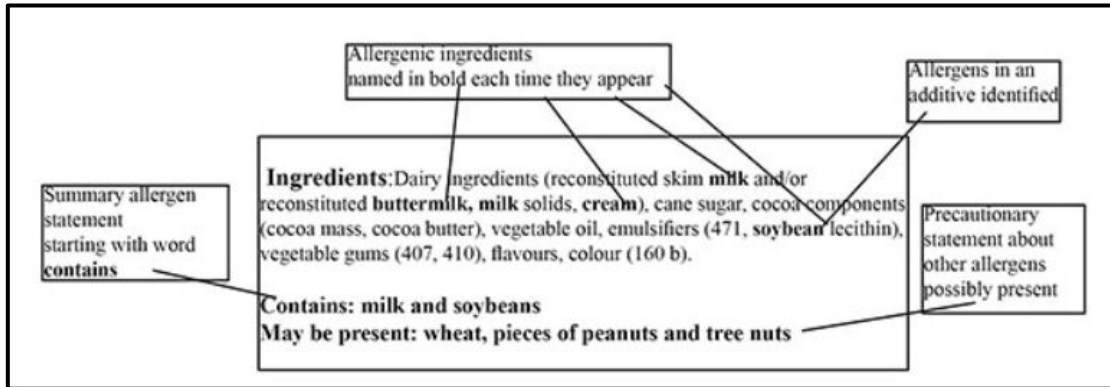 Allergenic ingredients
named in bold each time they appear
Allergens in an
additive identified
Summary allergen
statement
starting with word
contains
Ingredients:Dairy ingredients (reconstituted skim milk and/or
reconstituted buttermilk, milk solids, cream), cane sugar, cocoa components
(cocoa mass, cocoa butter), vegetable oil, emulsifiers (471, soybean lecithin),
vegetable gums (407, 410), flavours, colour (160 b).
Contains: milk and soybeans
May be present: wheat, pieces of peanuts and tree nuts
Precautionary
statement about
other allergens
possibly present